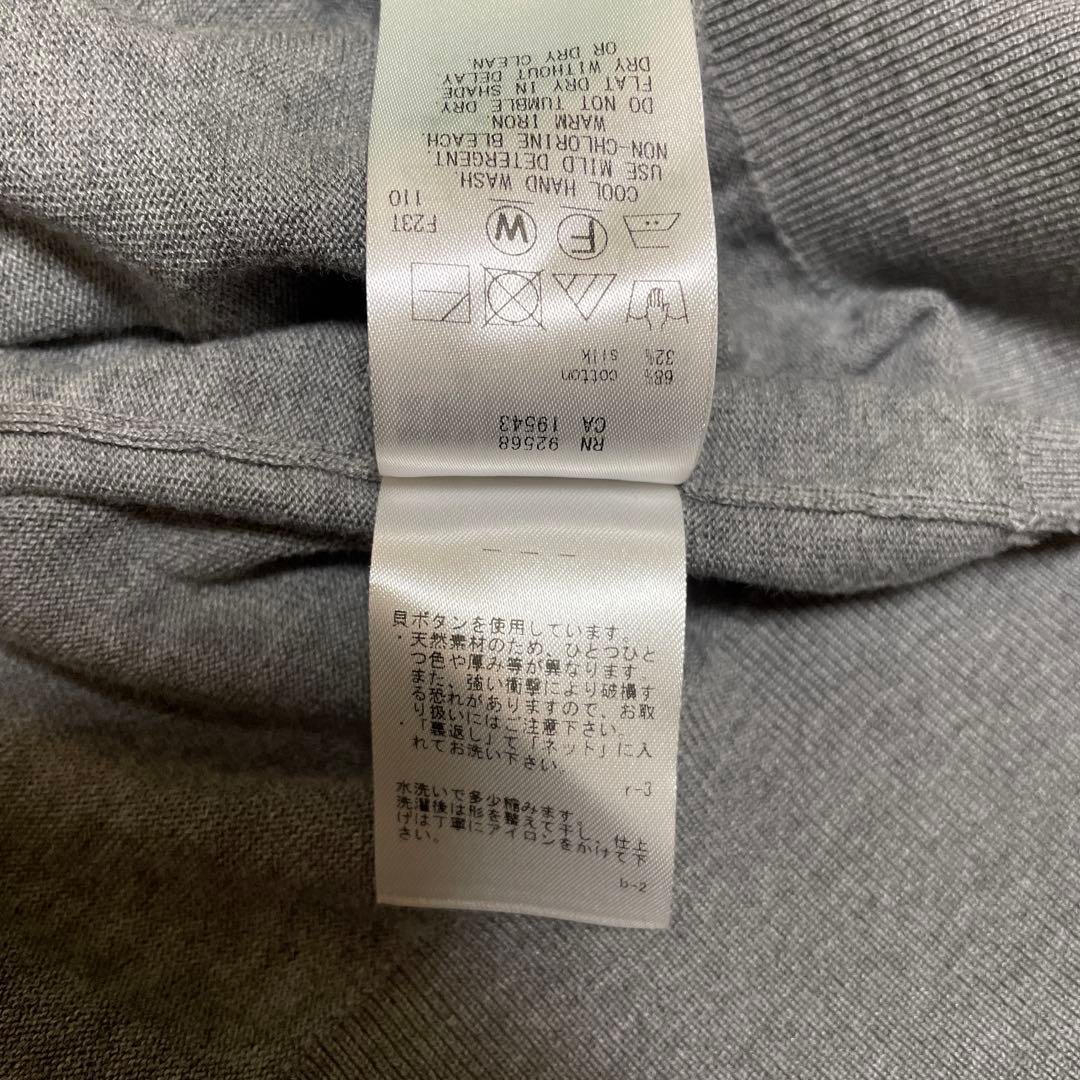 RN 92568
CA 19543
68% cotton
32% silk
W F
F23T
110
COOL HAND WASH.
USE MILD DETERGENT.
NON-CHLORINE BLEACH.
WARM IRON.
DO NOT TUMBLE DRY.
FLAT DRY IN SHADE.
DRY WITHOUT DELAY
OR DRY CLEAN.
貝ボタンを使用しています。
・天然素材のため、ひとつひと
つ色や厚み等が異なります
また、強い衝撃により破損す
る恐れがありますので、お取
り扱いにはご注意下さい。
・「裏返し」で「ネット」に入
れてお洗い下さい。
r-3
水洗いで多少縮みます。
洗濯後は形を整えて干し、仕上
げは丁寧にアイロンをかけて下
さい。
b-2